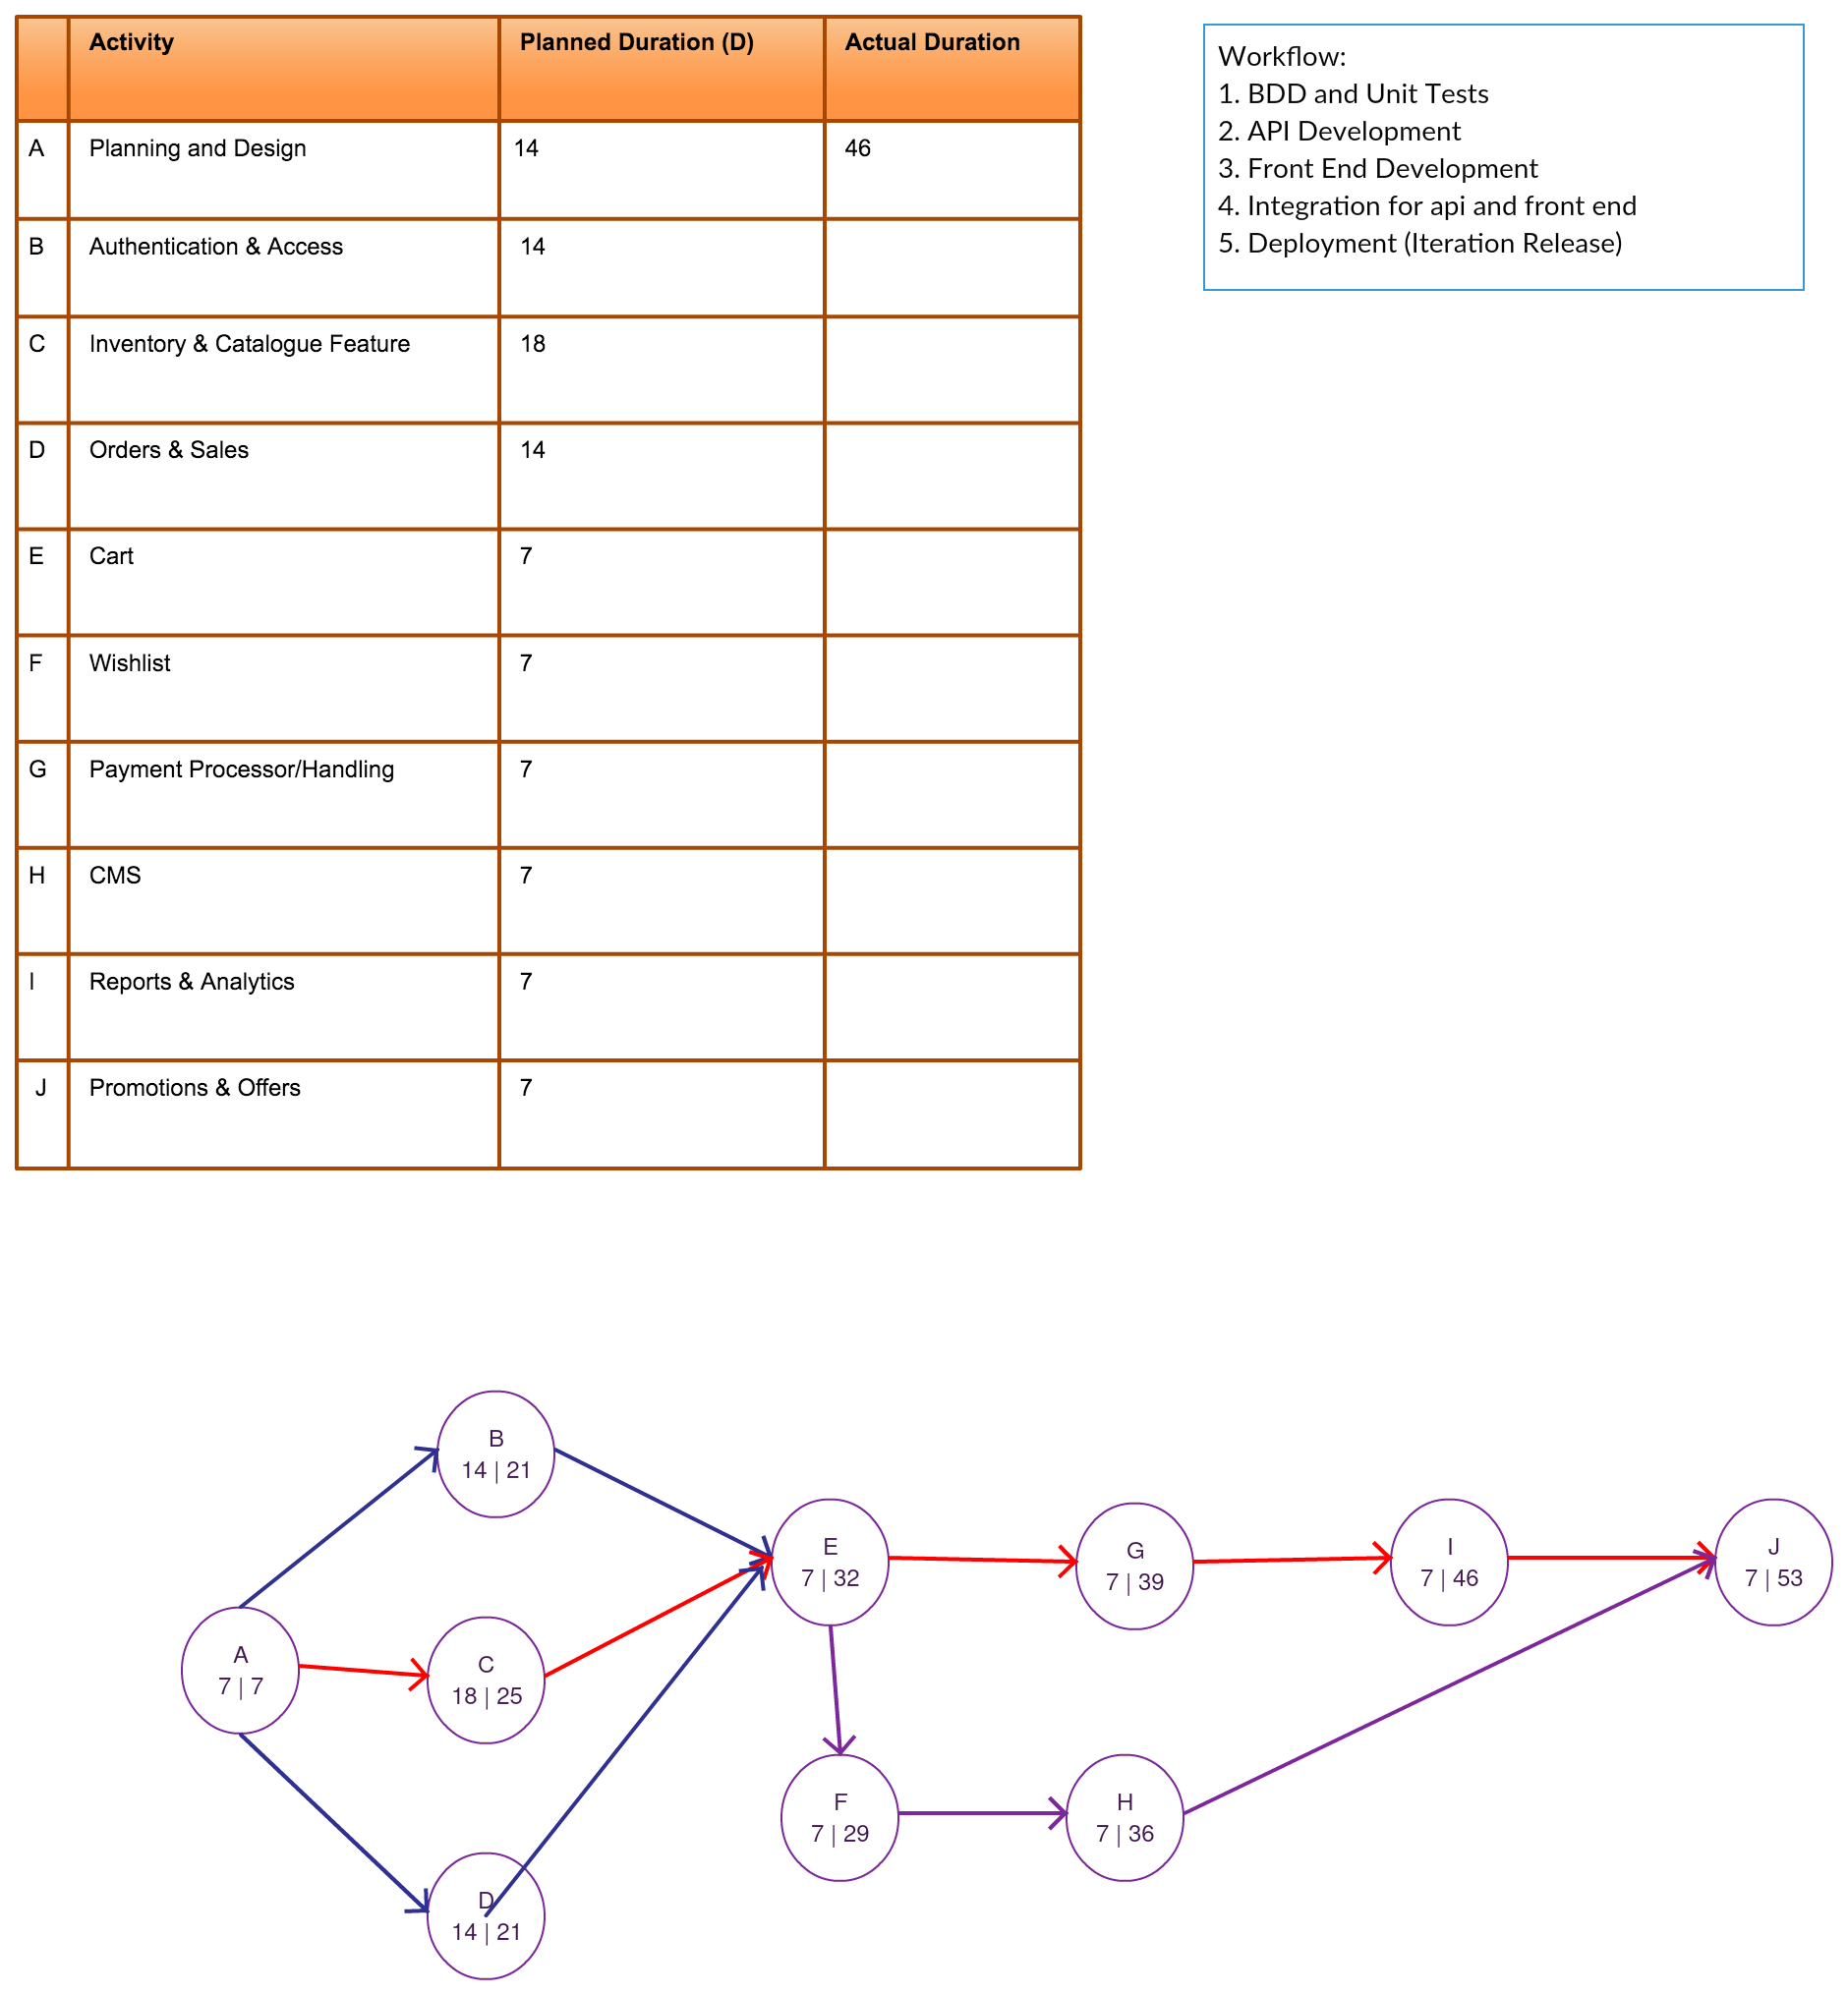 Activity Planned Duration (D) Actual Duration
A Planning and Design 14 46
B Authentication & Access 14
C Inventory & Catalogue Feature 18
D Orders & Sales 14
E Cart 7
F Wishlist 7
G Payment Processor/Handling 7
H CMS 7
I Reports & Analytics 7
J Promotions & Offers 7
Workflow:
1. BDD and Unit Tests
2. API Development
3. Front End Development
4. Integration for api and front end
5. Deployment (Iteration Release)
B
14 | 21
E
7 | 32
G
7 | 39
I
7 | 46
J
7 | 53
A
7 | 7
C
18 | 25
F
7 | 29
H
7 | 36
D
14 | 21